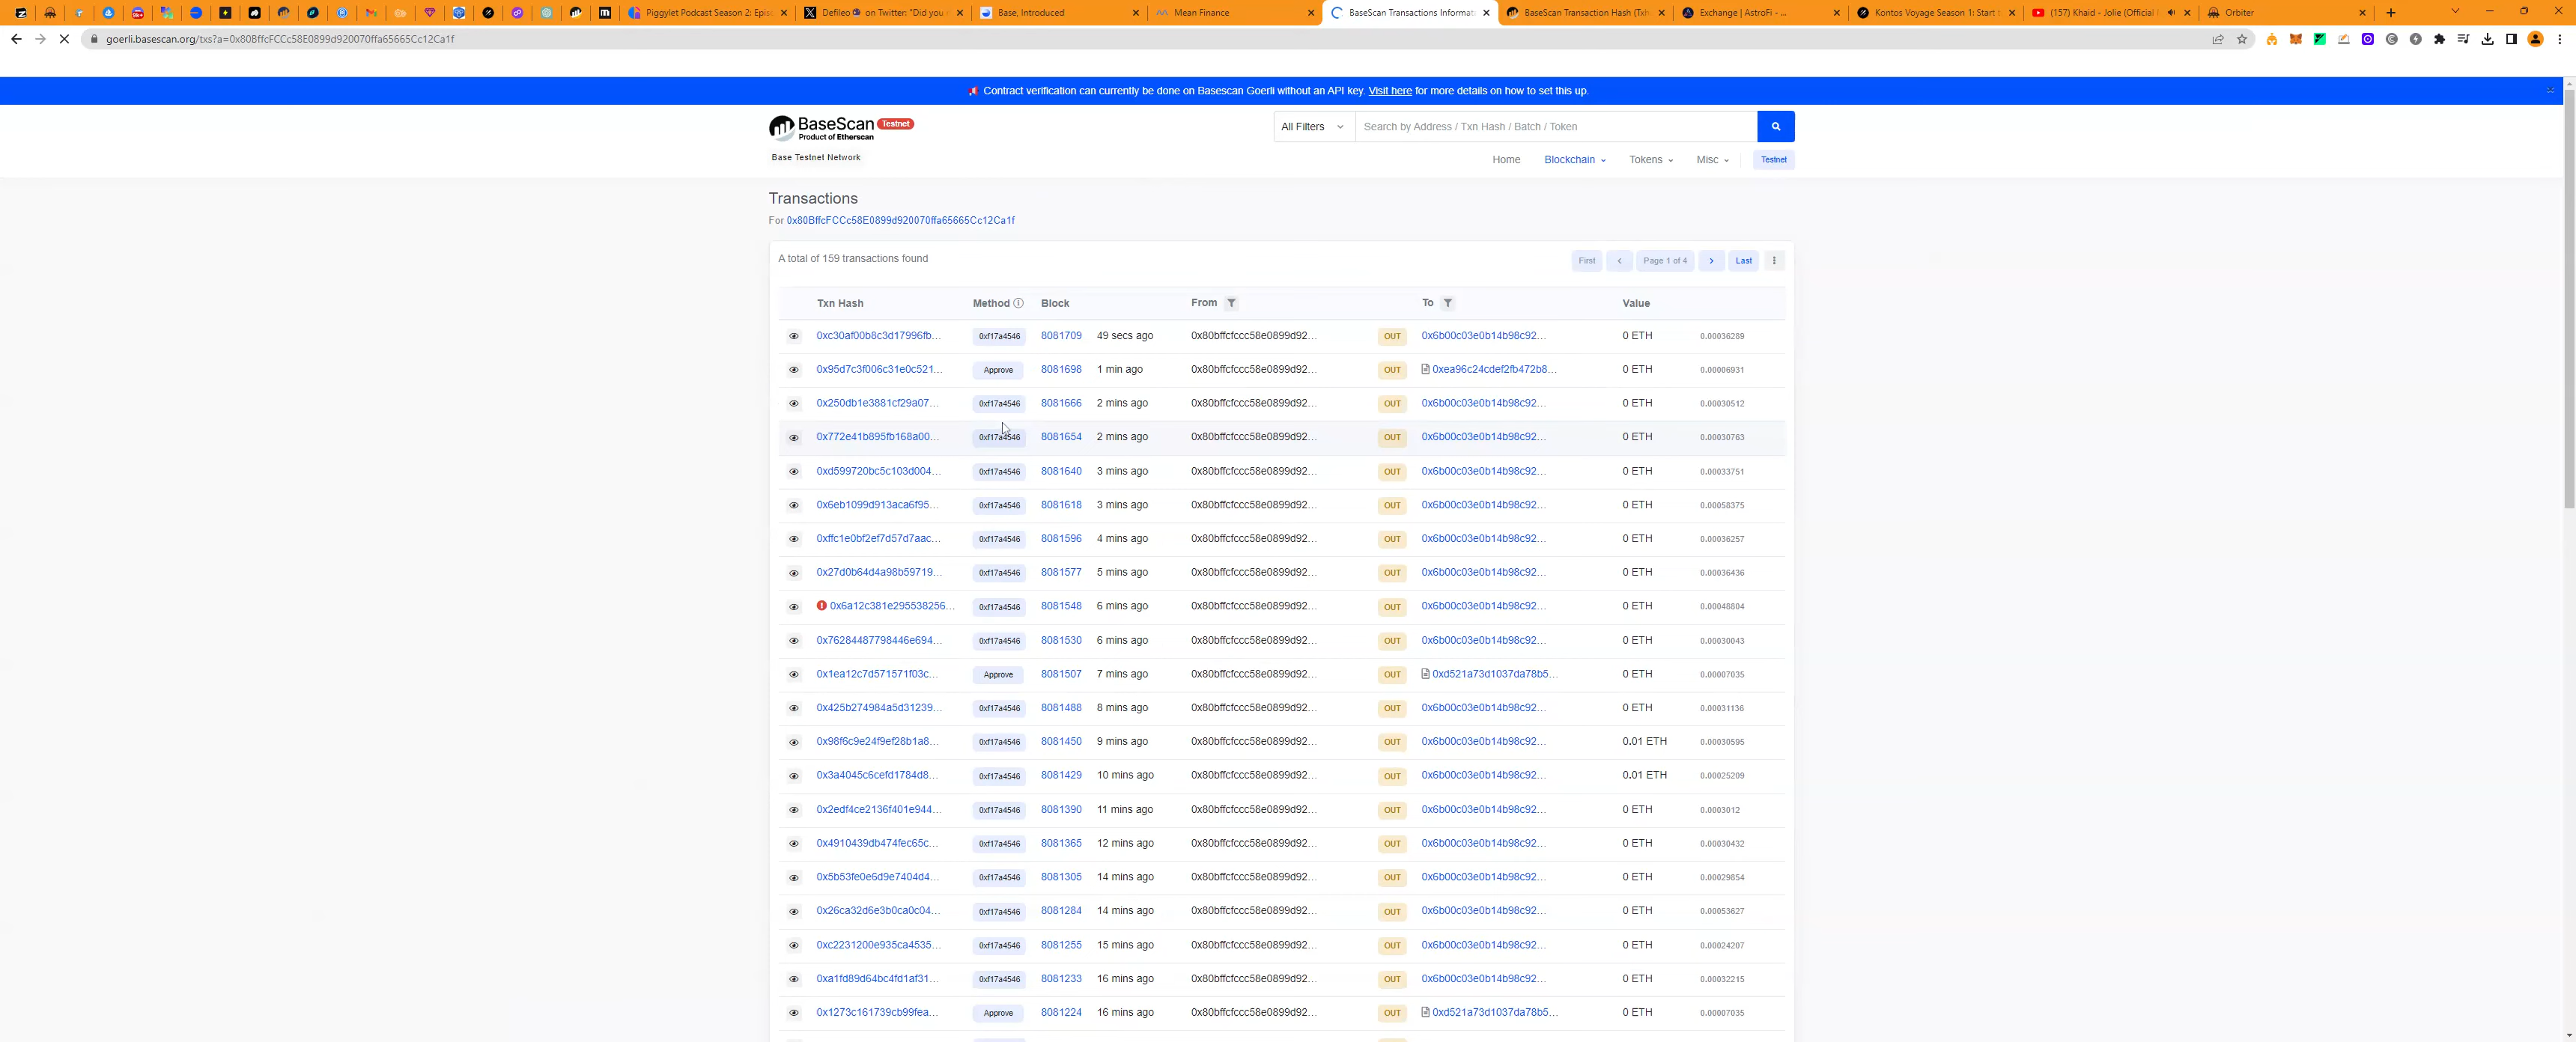 Piggylet Podcast Season 2: Epis
Defileo on Twitter: "Did you
Base, Introduced
Mean Finance
BaseScan Transactions Informat
BaseScan Transaction Hash (Txh
Exchange | AstroFi - ...
Kontos Voyage Season 1: Start
(157) Khaid - Jolie (Official
Orbiter
goerli.basescan.org/txs?a=0x80BffcFCCc58E0899d920070ffa65665Cc12Ca1f
Contract verification can currently be done on Basescan Goerli without an API key. Visit here for more details on how to set this up.
BaseScan Testnet
Product of Etherscan
Base Testnet Network
All Filters Search by Address / Txn Hash / Batch / Token
Home Blockchain Tokens Misc Testnet
Transactions
For 0x80BffcFCCc58E0899d920070ffa65665Cc12Ca1f
A total of 159 transactions found First < Page 1 of 4 > Last
Txn Hash Method Block From To Value
0xc30af00b8c3d17996fb... 0xf17a4546 8081709 49 secs ago 0x80bffcfccc58e0899d92... OUT 0x6b00c03e0b14b98c92... 0 ETH 0.00036289
0x95d7c3f006c31e0c521... Approve 8081698 1 min ago 0x80bffcfccc58e0899d92... OUT 0xea96c24cdef2fb472b8... 0 ETH 0.00006931
0x250db1e3881cf29a07... 0xf17a4546 8081666 2 mins ago 0x80bffcfccc58e0899d92... OUT 0x6b00c03e0b14b98c92... 0 ETH 0.00030512
0x772e41b895fb168a00... 0xf17a4546 8081654 2 mins ago 0x80bffcfccc58e0899d92... OUT 0x6b00c03e0b14b98c92... 0 ETH 0.00030763
0xd599720bc5c103d004... 0xf17a4546 8081640 3 mins ago 0x80bffcfccc58e0899d92... OUT 0x6b00c03e0b14b98c92... 0 ETH 0.00033751
0x6eb1099d913aca6f95... 0xf17a4546 8081618 3 mins ago 0x80bffcfccc58e0899d92... OUT 0x6b00c03e0b14b98c92... 0 ETH 0.00058375
0xffc1e0bf2ef7d57d7aac... 0xf17a4546 8081596 4 mins ago 0x80bffcfccc58e0899d92... OUT 0x6b00c03e0b14b98c92... 0 ETH 0.00036257
0x27d0b64d4a98b59719... 0xf17a4546 8081577 5 mins ago 0x80bffcfccc58e0899d92... OUT 0x6b00c03e0b14b98c92... 0 ETH 0.00036436
0x6a12c381e295538256... 0xf17a4546 8081548 6 mins ago 0x80bffcfccc58e0899d92... OUT 0x6b00c03e0b14b98c92... 0 ETH 0.00048804
0x76284487798446e694... 0xf17a4546 8081530 6 mins ago 0x80bffcfccc58e0899d92... OUT 0x6b00c03e0b14b98c92... 0 ETH 0.00030043
0x1ea12c7d571571f03c... Approve 8081507 7 mins ago 0x80bffcfccc58e0899d92... OUT 0xd521a73d1037da78b5... 0 ETH 0.00007035
0x425b274984a5d31239... 0xf17a4546 8081488 8 mins ago 0x80bffcfccc58e0899d92... OUT 0x6b00c03e0b14b98c92... 0 ETH 0.00031136
0x98f6c9e24f9ef28b1a8... 0xf17a4546 8081450 9 mins ago 0x80bffcfccc58e0899d92... OUT 0x6b00c03e0b14b98c92... 0.01 ETH 0.00030595
0x3a4045c6cefd1784d8... 0xf17a4546 8081429 10 mins ago 0x80bffcfccc58e0899d92... OUT 0x6b00c03e0b14b98c92... 0.01 ETH 0.00025209
0x2edf4ce2136f401e944... 0xf17a4546 8081390 11 mins ago 0x80bffcfccc58e0899d92... OUT 0x6b00c03e0b14b98c92... 0 ETH 0.0003012
0x4910439db474fec65c... 0xf17a4546 8081365 12 mins ago 0x80bffcfccc58e0899d92... OUT 0x6b00c03e0b14b98c92... 0 ETH 0.00030432
0x5b53fe0e6d9e7404d4... 0xf17a4546 8081305 14 mins ago 0x80bffcfccc58e0899d92... OUT 0x6b00c03e0b14b98c92... 0 ETH 0.00029854
0x26ca32d6e3b0ca0c04... 0xf17a4546 8081284 14 mins ago 0x80bffcfccc58e0899d92... OUT 0x6b00c03e0b14b98c92... 0 ETH 0.00053627
0xc2231200e935ca4535... 0xf17a4546 8081255 15 mins ago 0x80bffcfccc58e0899d92... OUT 0x6b00c03e0b14b98c92... 0 ETH 0.00024207
0xa1fd89d64bc4fd1af31... 0xf17a4546 8081233 16 mins ago 0x80bffcfccc58e0899d92... OUT 0x6b00c03e0b14b98c92... 0 ETH 0.00032215
0x1273c161739cb99fea... Approve 8081224 16 mins ago 0x80bffcfccc58e0899d92... OUT 0xd521a73d1037da78b5... 0 ETH 0.00007035